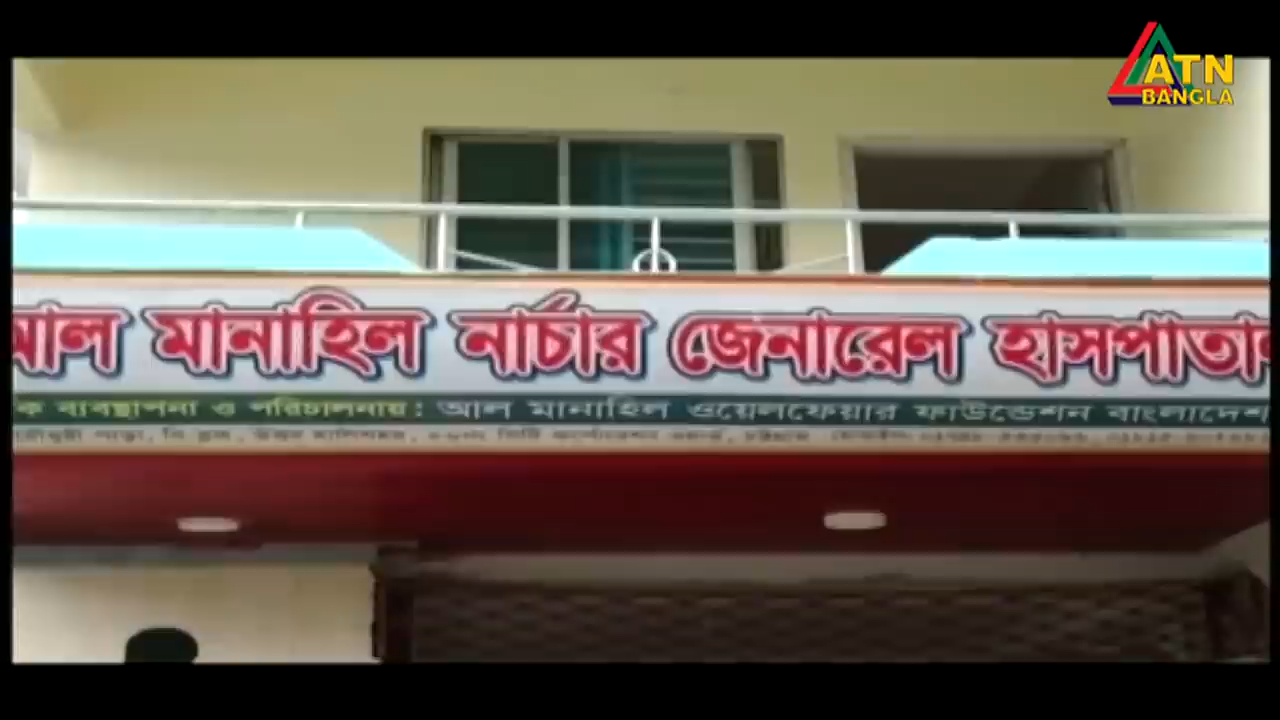 ATN
BANGLA
আল মানাহিল নার্চার জেনারেল হাসপাতাল
ক ব্যবস্থাপনা ও পরিচালনায়: আল মানাহিল ওয়েলফেয়ার ফাউন্ডেশন বাংলাদেশ